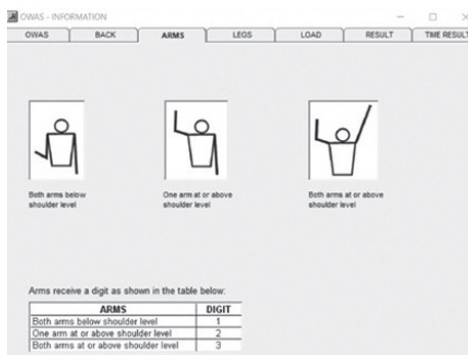 OWAS - INFORMATION
OWAS BACK ARMS LEGS LOAD RESULT TIME RESULT
Both arms below
shoulder level
One arm at or above
shoulder level
Both arms at or above
shoulder level
Arms receive a digit as shown in the table below:
ARMS DIGIT
Both arms below shoulder level 1
One arm at or above shoulder level 2
Both arms at or above shoulder level 3